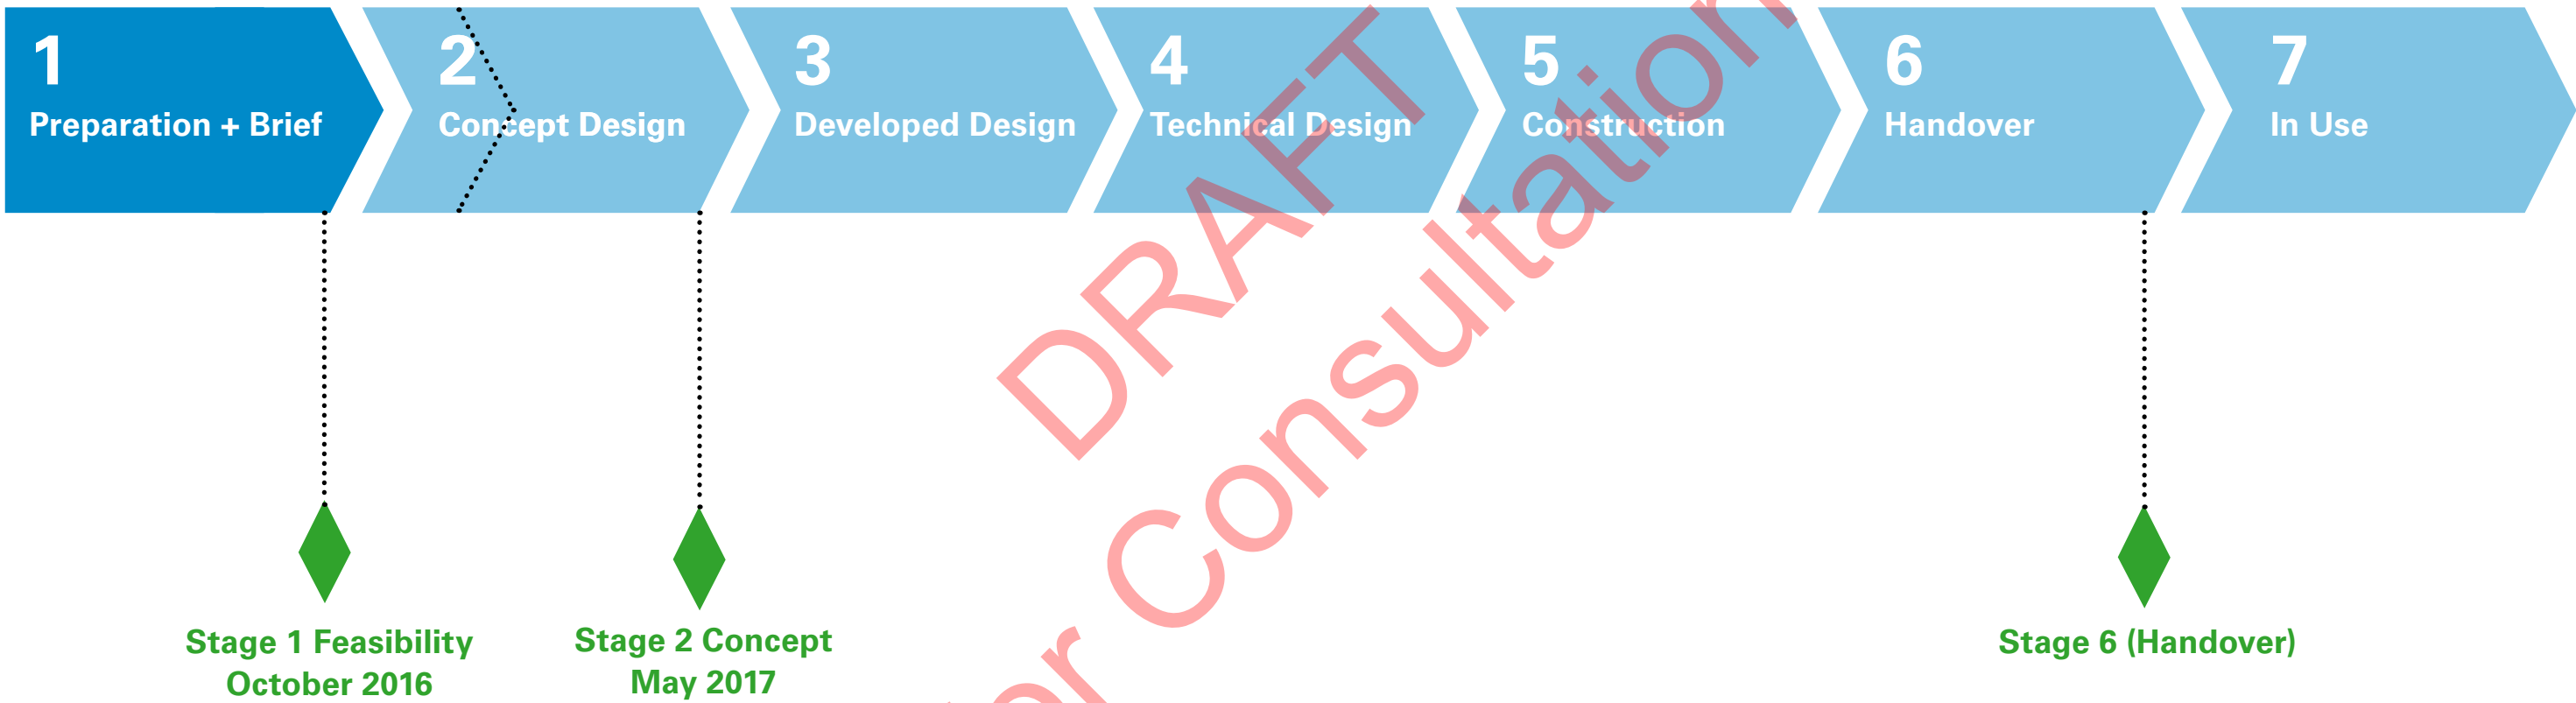 1
Preparation + Brief
2
Concept Design
3
Developed Design
4
Technical Design
5
Construction
6
Handover
7
In Use
DRAFT
Consultation
Stage 1 Feasibility
October 2016
Stage 2 Concept
May 2017
Stage 6 (Handover)